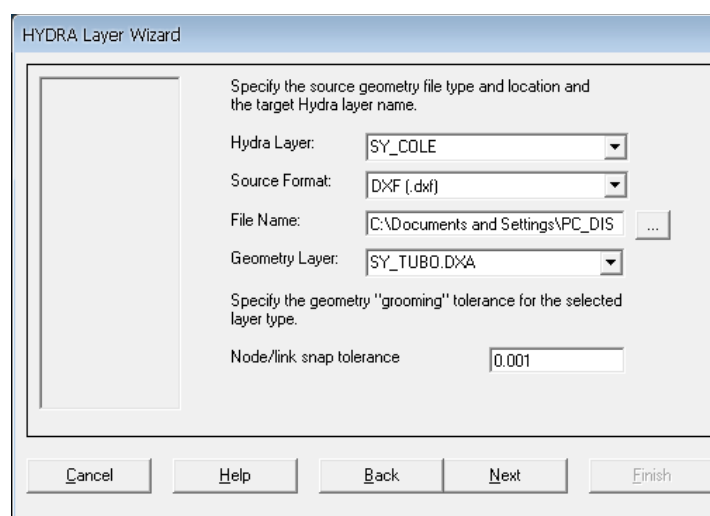 HYDRA Layer Wizard
Specify the source geometry file type and location and
the target Hydra layer name.
Hydra Layer: SY_COLE
Source Format: DXF (.dxf)
File Name: C:\Documents and Settings\PC_DIS ...
Geometry Layer: SY_TUBO.DXA
Specify the geometry "grooming" tolerance for the selected
layer type.
Node/link snap tolerance 0.001
Cancel Help Back Next Finish